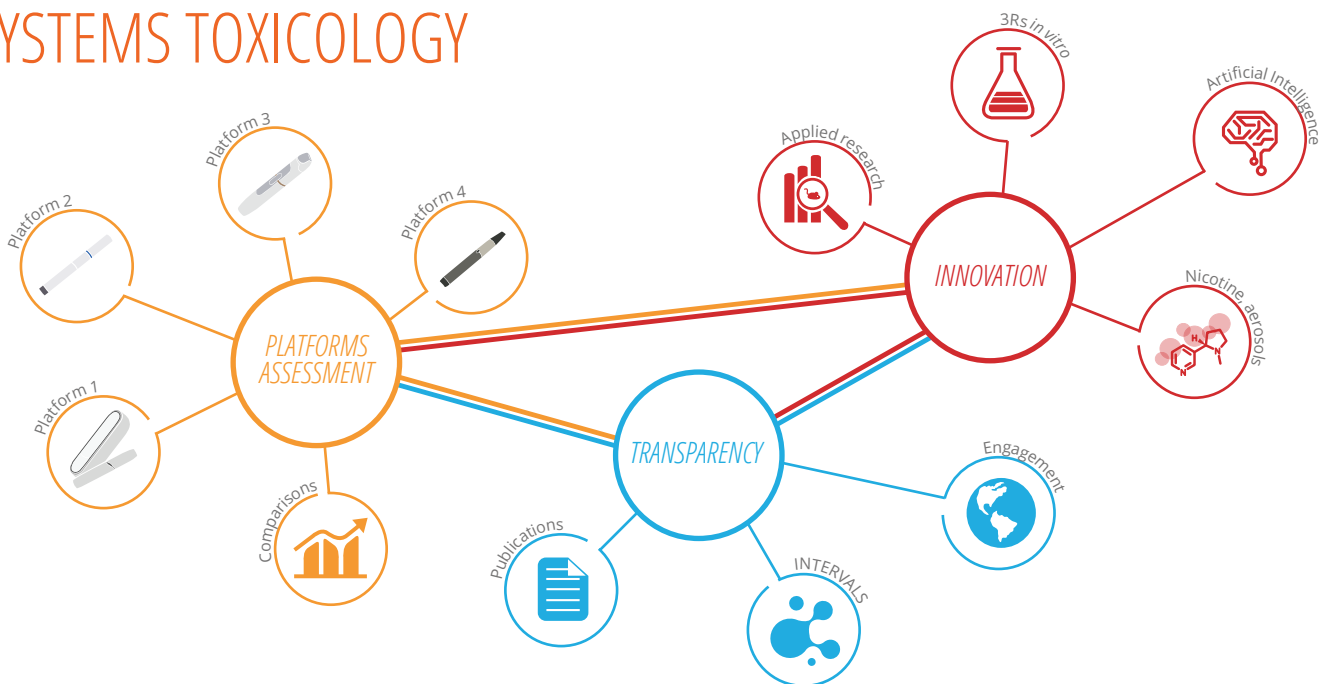 YSTEMS TOXICOLOGY
Platform 1
Platform 2
Platform 3
Platform 4
PLATFORMS
ASSESSMENT
Comparisons
Applied research
3Rs in vitro
Artificial Intelligence
INNOVATION
Nicotine, aerosols
H
N
N
TRANSPARENCY
Publications
INTERVALS
Engagement